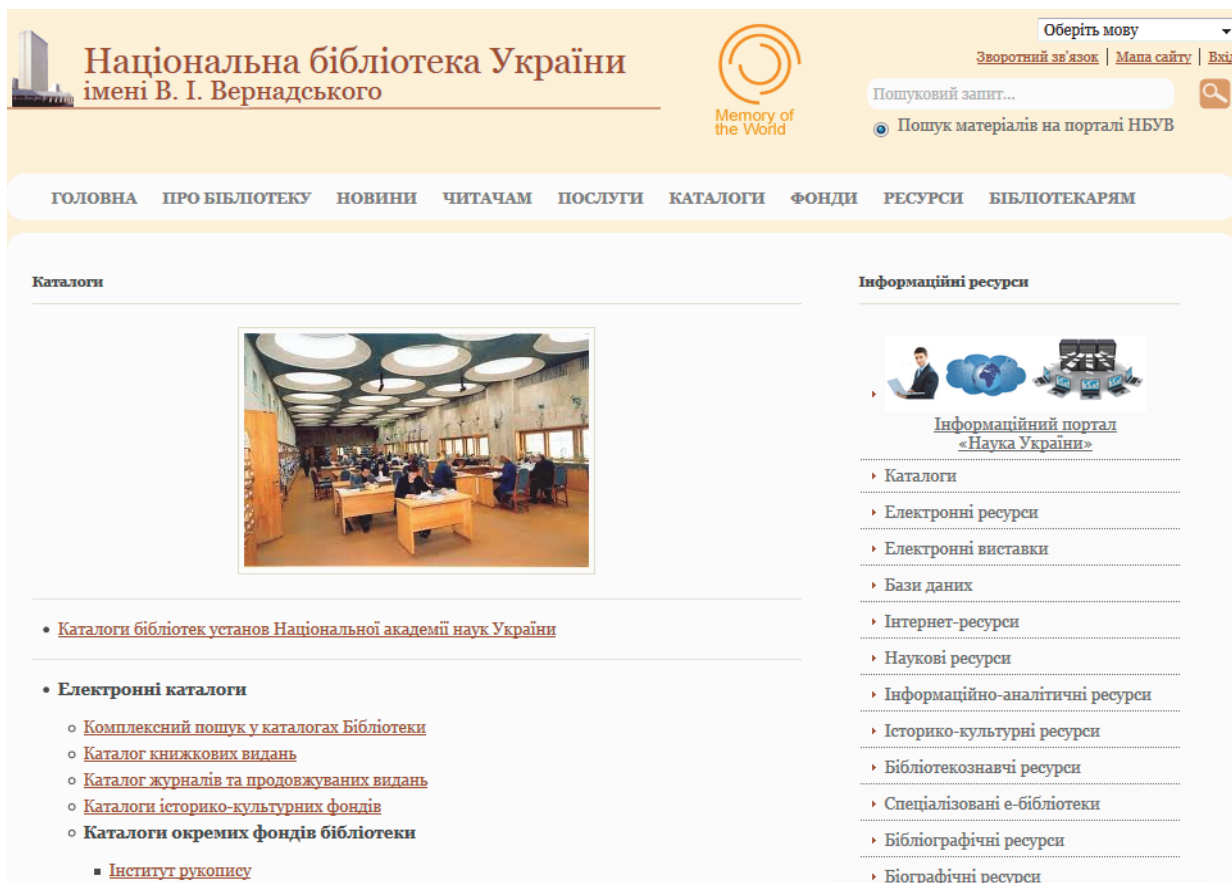 Національна бібліотека України
імені В. І. Вернадського
Memory of
the World
Оберіть мову
Зворотний зв'язок | Мапа сайту | Вхід
Пошуковий запит...
Пошук матеріалів на порталі НБУВ
ГОЛОВНА ПРО БІБЛІОТЕКУ НОВИНИ ЧИТАЧАМ ПОСЛУГИ КАТАЛОГИ ФОНДИ РЕСУРСИ БІБЛІОТЕКАРЯМ
Каталоги
Каталоги бібліотек установ Національної академії наук України
Електронні каталоги
Комплексний пошук у каталогах Бібліотеки
Каталог книжкових видань
Каталог журналів та продовжуваних видань
Каталоги історико-культурних фондів
Каталоги окремих фондів бібліотеки
Інститут рукопису
Інформаційні ресурси
Інформаційний портал
«Наука України»
Каталоги
Електронні ресурси
Електронні виставки
Бази даних
Інтернет-ресурси
Наукові ресурси
Інформаційно-аналітичні ресурси
Історико-культурні ресурси
Бібліотекознавчі ресурси
Спеціалізовані е-бібліотеки
Бібліографічні ресурси
Біографічні ресурси